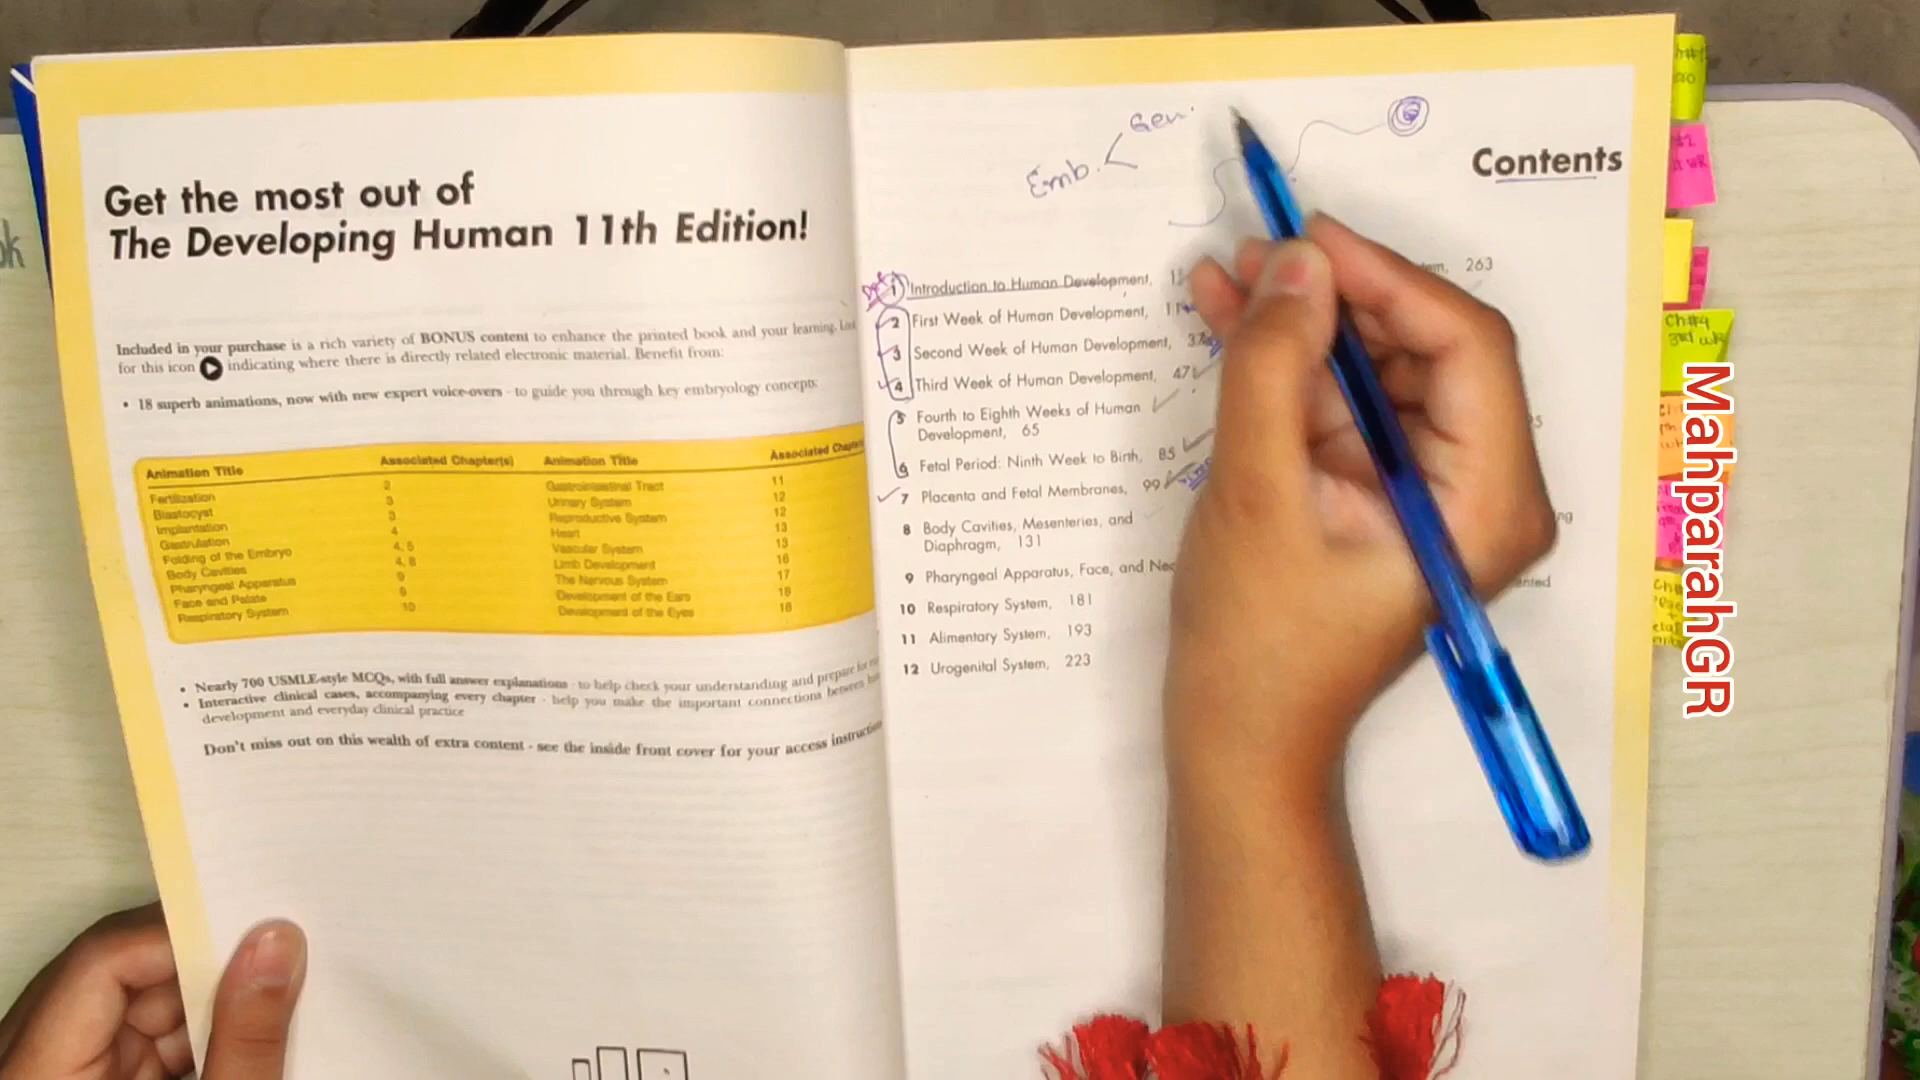 Get the most out of
The Developing Human 11th Edition!
Included in your purchase is a rich variety of BONUS content to enhance the printed book and your learning.
for this icon indicating where there is directly related electronic material. Benefit from:
• 18 superb animations, now with new expert voice-overs - to guide you through key embryology concepts:
Animation Title Associated Chapter(s) Animation Title Associated
Fertilization 2 Gastrointestinal Tract 11
Blastocyst 3 Urinary System 12
Implantation 3 Reproductive System 12
Gastrulation 4 Heart 13
Folding of the Embryo 4, 5 Vascular System 13
Body Cavities 4, 8 Limb Development 16
Pharyngeal Apparatus 9 The Nervous System 17
Face and Palate 9 Development of the Ears 18
Respiratory System 10 Development of the Eyes 18
• Nearly 700 USMLE-style MCQs, with full answer explanations - to help check your understanding and prepare for
• Interactive clinical cases, accompanying every chapter - help you make the important connections between
development and everyday clinical practice
Don't miss out on this wealth of extra content - see the inside front cover for your access
Emb. Gen.
Contents
1 Introduction to Human Development,
2 First Week of Human Development, 11
3 Second Week of Human Development, 37
4 Third Week of Human Development, 47
5 Fourth to Eighth Weeks of Human
Development, 65
6 Fetal Period: Ninth Week to Birth, 85
7 Placenta and Fetal Membranes, 99
8 Body Cavities, Mesenteries, and
Diaphragm, 131
9 Pharyngeal Apparatus, Face, and
10 Respiratory System, 181
11 Alimentary System, 193
12 Urogenital System, 223
263
Ch#4
3rd wk
MahparahGR